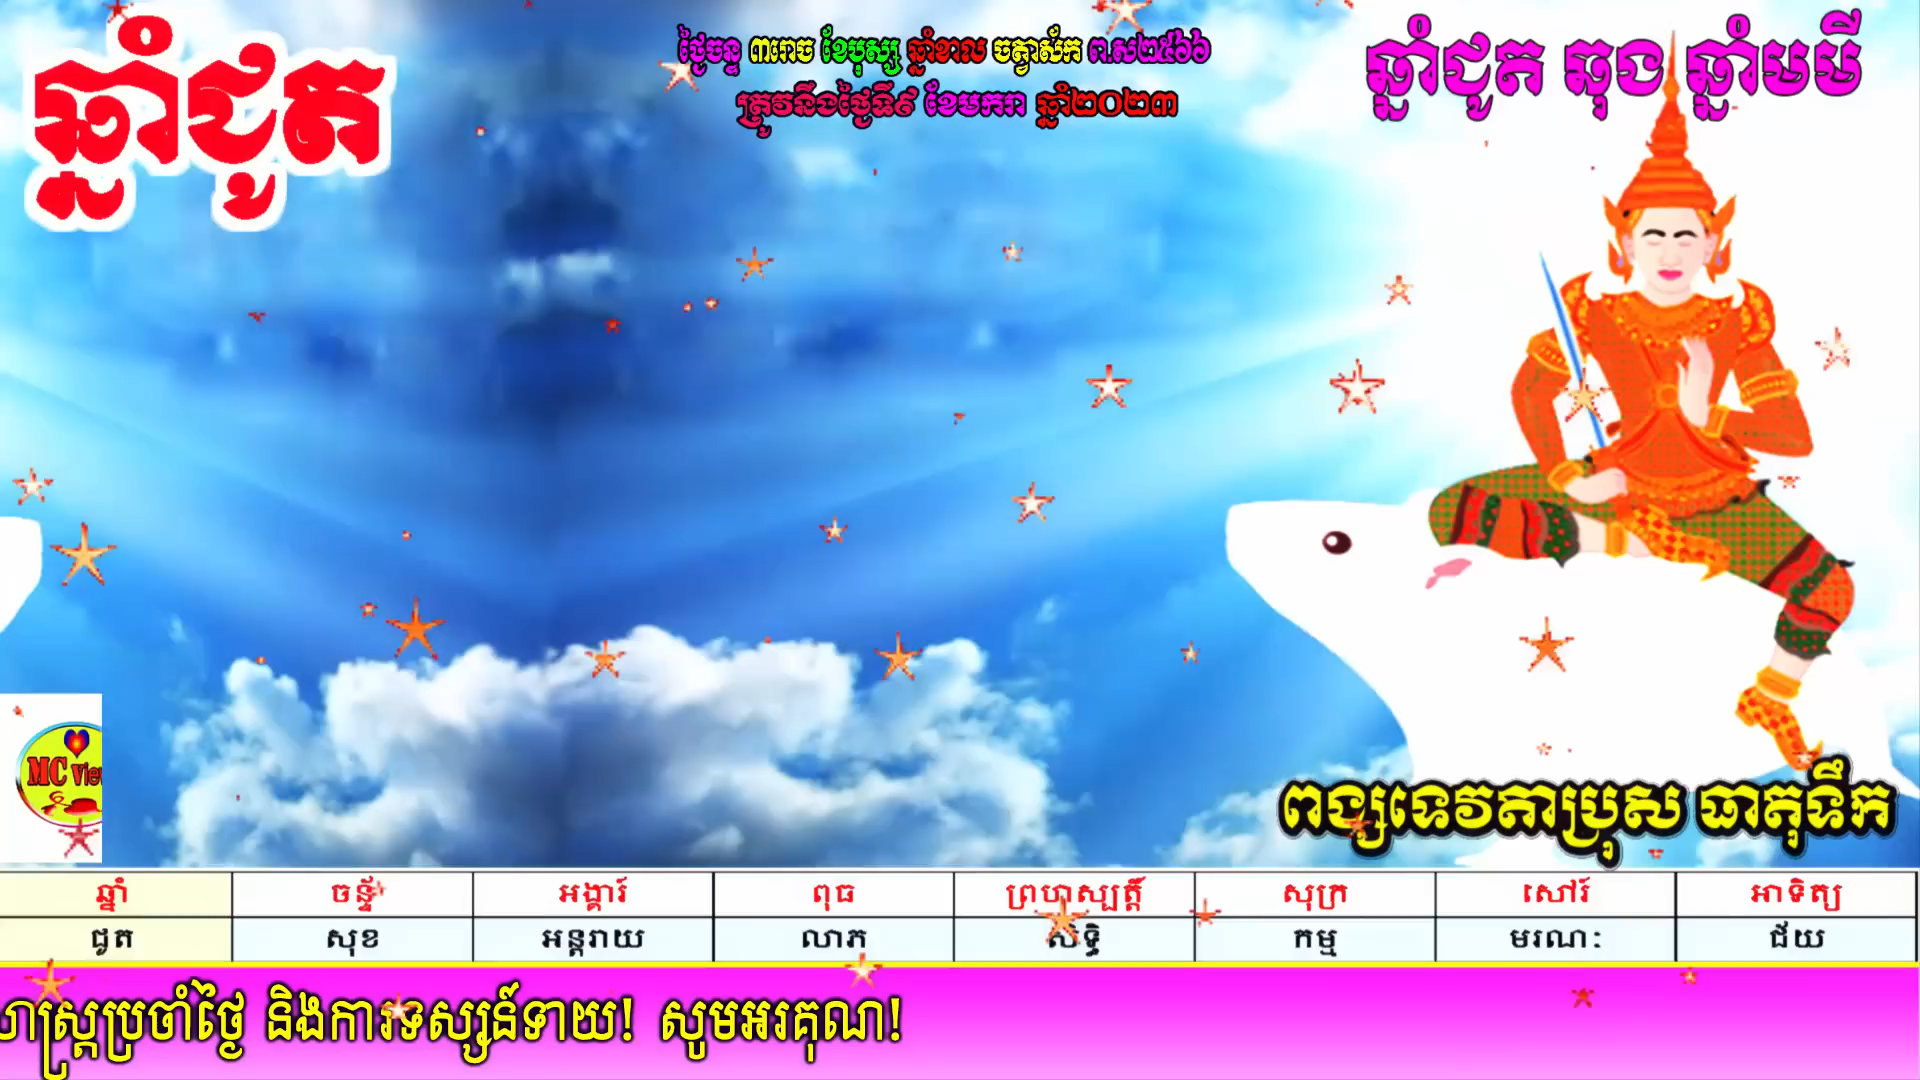 ឆ្នាំជូត
ថ្ងៃចន្ទ ៣រោច ខែបុស្ស ឆ្នាំខាល ចត្វាស័ក ព.ស២៥៦៦
ត្រូវនឹងថ្ងៃទី៩ ខែមករា ឆ្នាំ២០២៣
ឆ្នាំជូត ឆុង ឆ្នាំមមី
MC View
ពង្សទេវតាប្រុស ធាតុទឹក
ឆ្នាំ ចន្ទ័ អង្គារ៍ ពុធ ព្រហស្បត្តិ៍ សុក្រ សៅរ៍ អាទិត្យ
ជូត សុខ អន្តរាយ លាភ សិទ្ធិ កម្ម មរណៈ ជ័យ
ហាស្ត្រប្រចាំថ្ងៃ និងការទស្សន៍ទាយ! សូមអរគុណ!